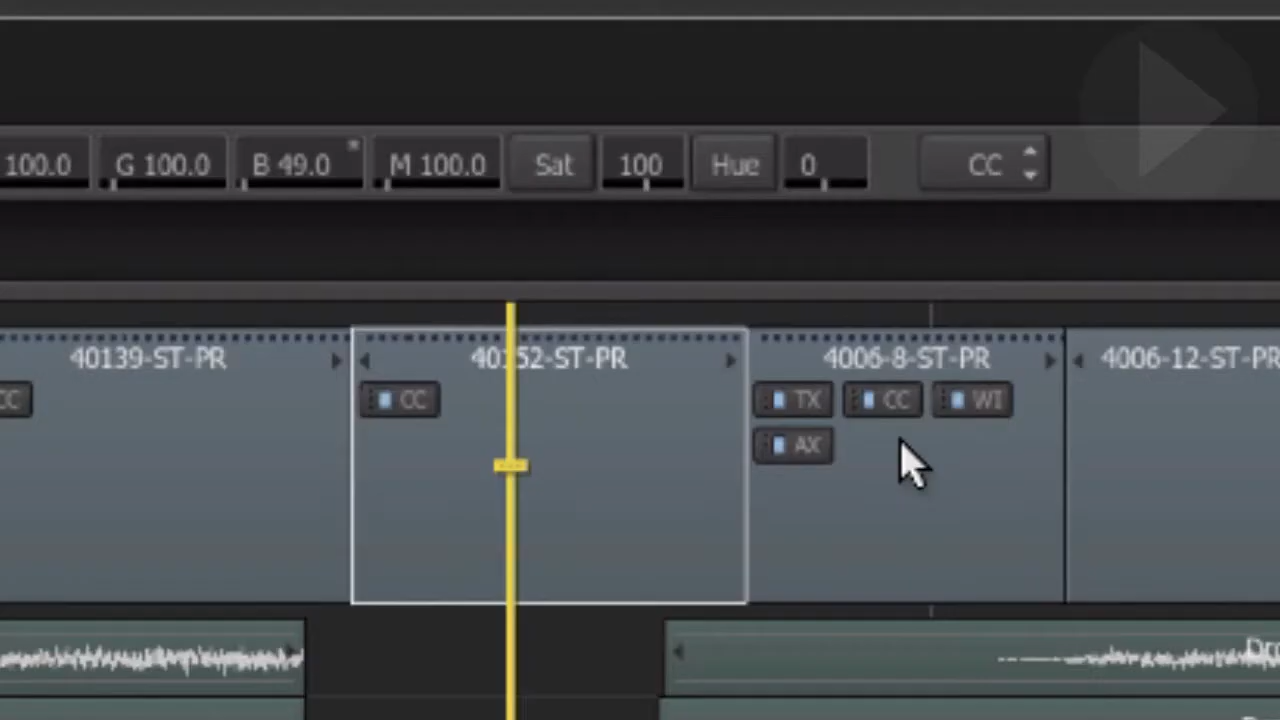 100.0 G 100.0 B 49.0 M 100.0 Sat 100 Hue 0 CC
40139-ST-PR 40152-ST-PR 4006-8-ST-PR 4006-12-ST-PR
CC CC TX CC WI
AX